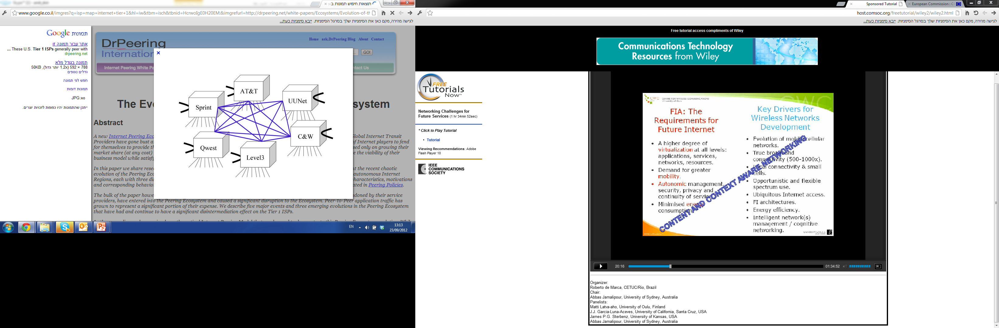 תוצאות חיפוש תמונות ב-
www.google.co.il/imgres?q=isp+map+internet+tier+1&hl=iw&tbm=isch&tbnid=HcrwoIgE0H20EM:&imgrefurl=http://drpeering.net/white-papers/Ecosystems/Evolution-of-th
לגישה מהירה, מקם כאן את הסימניות שלך בסרגל הסימניות. ייבא סימניות כעת...
Google תמונות
אתר עבור תמונה זו
... These U.S. Tier 1 ISPs generally peer with
drpeering.net
תמונה בגודל מלא
788 × 592 (1.2x יותר גדול), 50KB
גדלים נוספים
חפש לפי תמונה
תמונות דומות
סוג:JPG
ייתכן שהתמונות יהיו כפופות לזכויות יוצרים.
DrPeering
Internation
Home ask.DrPeering Blog About Contact
GO!
Internet Peering White Pa
ntact Us
×
AT&T
UUNet
Sprint
C&W
Qwest
Level3
The Ev
system
Abstract
A new Internet Peering Eco
Global Internet Transit
Providers have gone bust a
of Internet players to fend
for themselves to provide th
sed only on growing their
market share (at any cost)
e the viability of their
business model while satisfy
In this paper we share rese
nt the recent chaotic
evolution of the Peering Eco
autonomous Internet
Regions, each with three dis
haracteristics, motivations
and corresponding behavio
ated in Peering Policies.
The bulk of the paper howe
ndoned by their service
providers, have entered into the Peering Ecosystem and caused a significant disruption to the Ecosystem. Peer-to-Peer application traffic has
grown to represent a significant portion of their expense. We describe five major events and three emerging evolutions in the Peering Ecosystem
that have had and continue to have a significant disintermediation effect on the Tier 1 ISPs.
EN
13:13
23/09/2012
Sponsored Tutorial
European Commission : C
host.comsoc.org/freetutorial/wiley2/wiley2.html
לגישה מהירה, מקם כאן את הסימניות שלך בסרגל הסימניות. ייבא סימניות כעת...
Free tutorial access compliments of Wiley
Communications Technology
Resources from Wiley
FREE
Tutorials
Now™
Networking Challenges for
Future Services (1 hr 34min 52sec)
* Click to Play Tutorial
• Tutorial
Viewing Recommendations: Adobe
Flash Player 10
IEEE
COMMUNICATIONS
SOCIETY
CWC CENTRE FOR WIRELESS COMMUNICATIONS
University of Oulu
CWC
FIA: The
Requirements for
Future Internet
• A higher degree of
virtualization at all levels:
applications, services,
networks, resources.
• Demand for greater
mobility.
• Autonomic management,
security, privacy and
continuity of servic
• Minimised energy
consumption
Key Drivers for
Wireless Networks
Development
• Evolution of mobile cellular
networks.
• True broadband
connectivity (500-1000x).
• Local connectivity & small
cells.
• Opportunistic and flexible
spectrum use.
• Ubiquitous Internet access.
• FI architectures.
• Energy efficiency.
• Intelligent network(s)
management / cognitive
networking.
CONTENT AND CONTEXT AWARE NETWORKING
UNIVERSITY of OULU
20:16
01:34:52
Organizer:
Roberto de Marca, CETUC/Rio, Brazil
Chair:
Abbas Jamalipour, University of Sydney, Australia
Panelists:
Matti Latva-aho, University of Oulu, Finland
J.J. Garcia-Luna-Aceves, University of California, Santa Cruz, USA
James P.G. Sterbenz, University of Kansas, USA
Abbas Jamalipour, University of Sydney, Australia